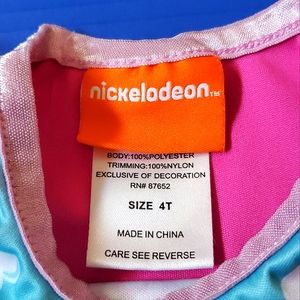 nickelodeon™
BODY:100%POLYESTER
TRIMMING:100%NYLON
EXCLUSIVE OF DECORATION
RN# 87652
SIZE 4T
MADE IN CHINA
CARE SEE REVERSE